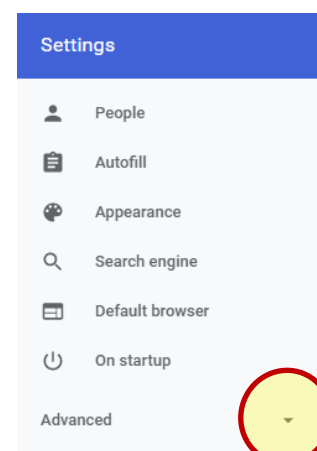 Settings
People
Autofill
Appearance
Search engine
Default browser
On startup
Advanced